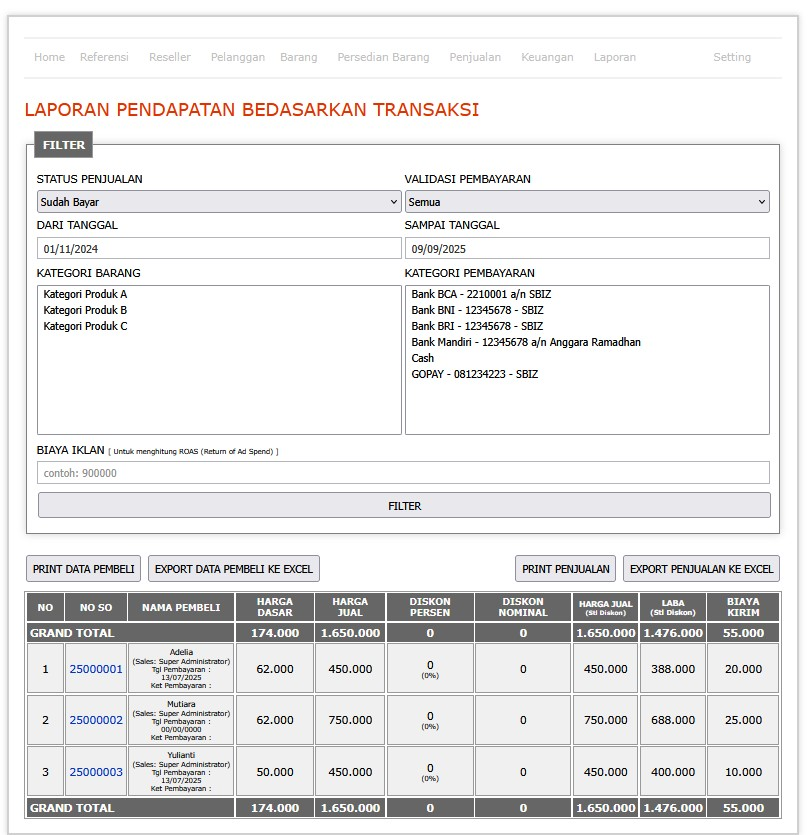 Home Referensi Reseller Pelanggan Barang Persedian Barang Penjualan Keuangan Laporan Setting
LAPORAN PENDAPATAN BEDASARKAN TRANSAKSI
FILTER
STATUS PENJUALAN VALIDASI PEMBAYARAN
Sudah Bayar Semua
DARI TANGGAL SAMPAI TANGGAL
01/11/2024 09/09/2025
KATEGORI BARANG KATEGORI PEMBAYARAN
Kategori Produk A
Kategori Produk B
Kategori Produk C
Bank BCA - 2210001 a/n SBIZ
Bank BNI - 12345678 - SBIZ
Bank BRI - 12345678 - SBIZ
Bank Mandiri - 12345678 a/n Anggara Ramadhan
Cash
GOPAY - 081234223 - SBIZ
BIAYA IKLAN [ Untuk menghitung ROAS (Return of Ad Spend) ]
contoh: 900000
FILTER
PRINT DATA PEMBELI EXPORT DATA PEMBELI KE EXCEL PRINT PENJUALAN EXPORT PENJUALAN KE EXCEL
NO NO SO NAMA PEMBELI HARGA DASAR HARGA JUAL DISKON PERSEN DISKON NOMINAL HARGA JUAL (Stl Diskon) LABA (Stl Diskon) BIAYA KIRIM
GRAND TOTAL 174.000 1.650.000 0 0 1.650.000 1.476.000 55.000
1 25000001 Adelia (Sales: Super Administrator) Tgl Pembayaran : 13/07/2025 Ket Pembayaran : 62.000 450.000 0 (0%) 0 450.000 388.000 20.000
2 25000002 Mutiara (Sales: Super Administrator) Tgl Pembayaran : 00/00/0000 Ket Pembayaran : 62.000 750.000 0 (0%) 0 750.000 688.000 25.000
3 25000003 Yulianti (Sales: Super Administrator) Tgl Pembayaran : 13/07/2025 Ket Pembayaran : 50.000 450.000 0 (0%) 0 450.000 400.000 10.000
GRAND TOTAL 174.000 1.650.000 0 0 1.650.000 1.476.000 55.000